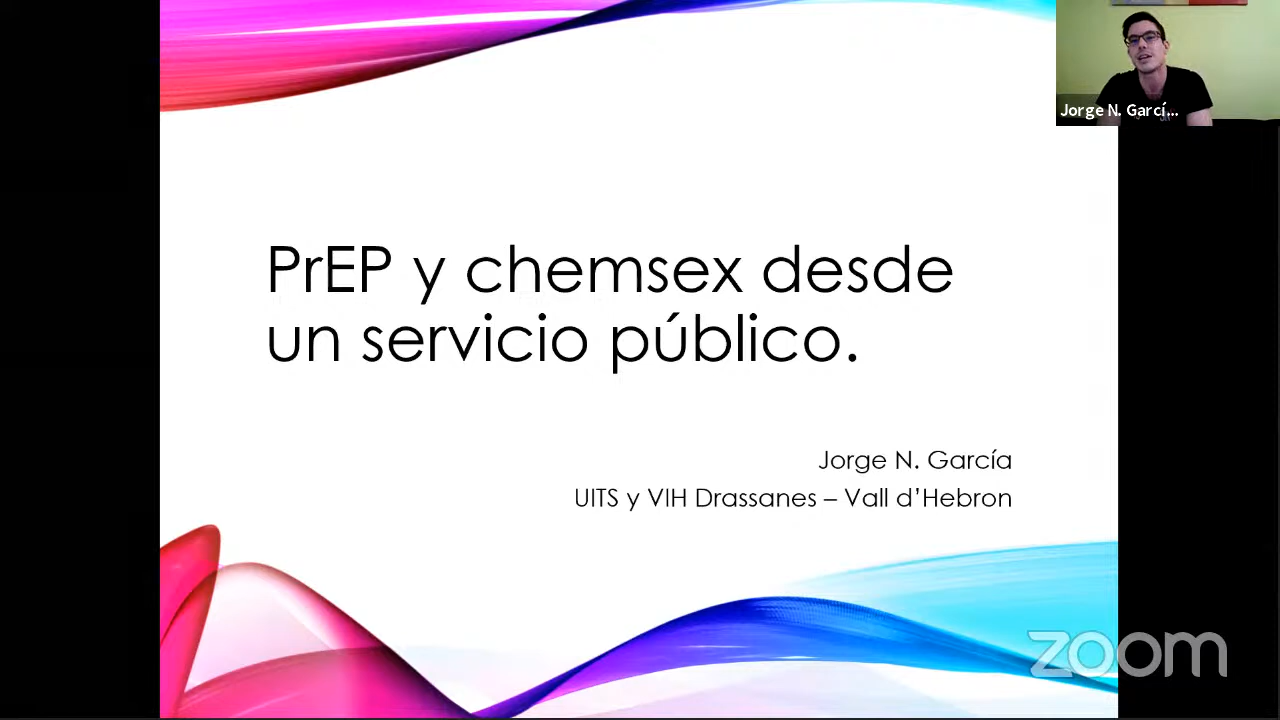 Jorge N. Garcí...
PrEP y chemsex desde
un servicio público.
Jorge N. García
UITS y VIH Drassanes – Vall d’Hebron
zoom